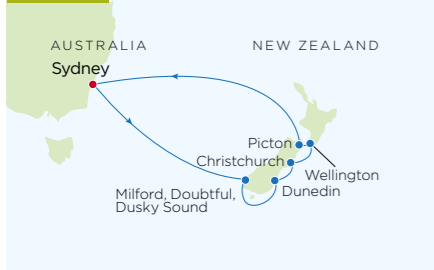 AUSTRALIA
NEW ZEALAND
Sydney
Picton
Christchurch
Wellington
Milford, Doubtful,
Dusky Sound
Dunedin